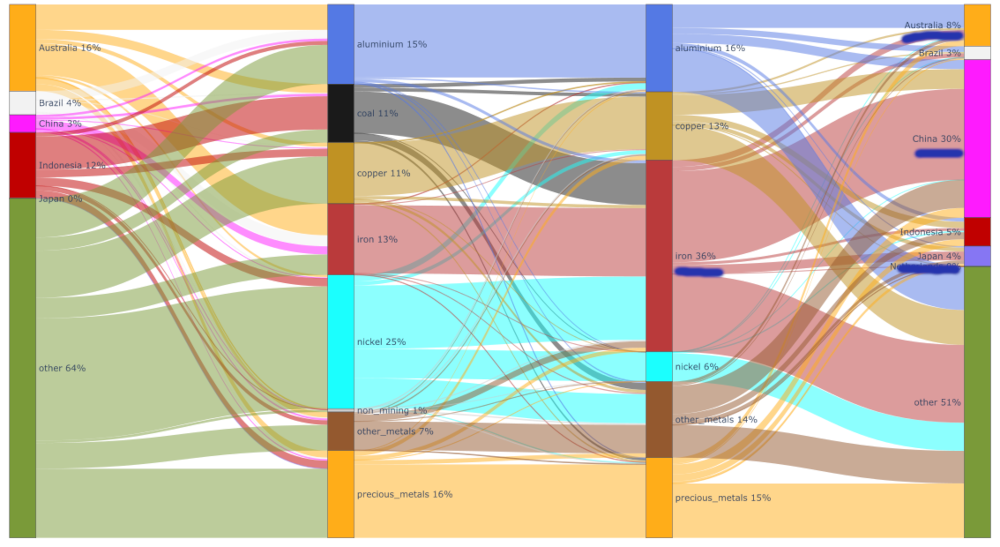 Australia 16%
Brazil 4%
China 3%
Indonesia 12%
Japan 0%
other 64%
aluminium 15%
coal 11%
copper 11%
iron 13%
nickel 25%
non_mining 1%
other_metals 7%
precious_metals 16%
aluminium 16%
copper 13%
iron 36%
nickel 6%
other_metals 14%
precious_metals 15%
Australia 8%
Brazil 3%
China 30%
Indonesia 5%
Japan 4%
other 51%